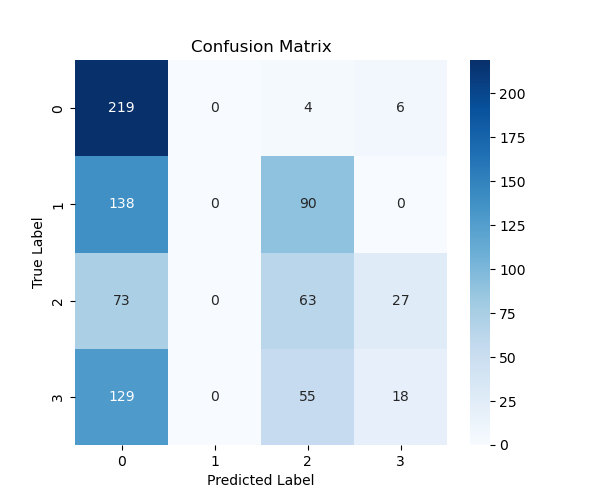 Confusion Matrix
0 219 0 4 6
1 138 0 90 0
2 73 0 63 27
3 129 0 55 18
0 1 2 3
True Label
Predicted Label
200
175
150
125
100
75
50
25
0